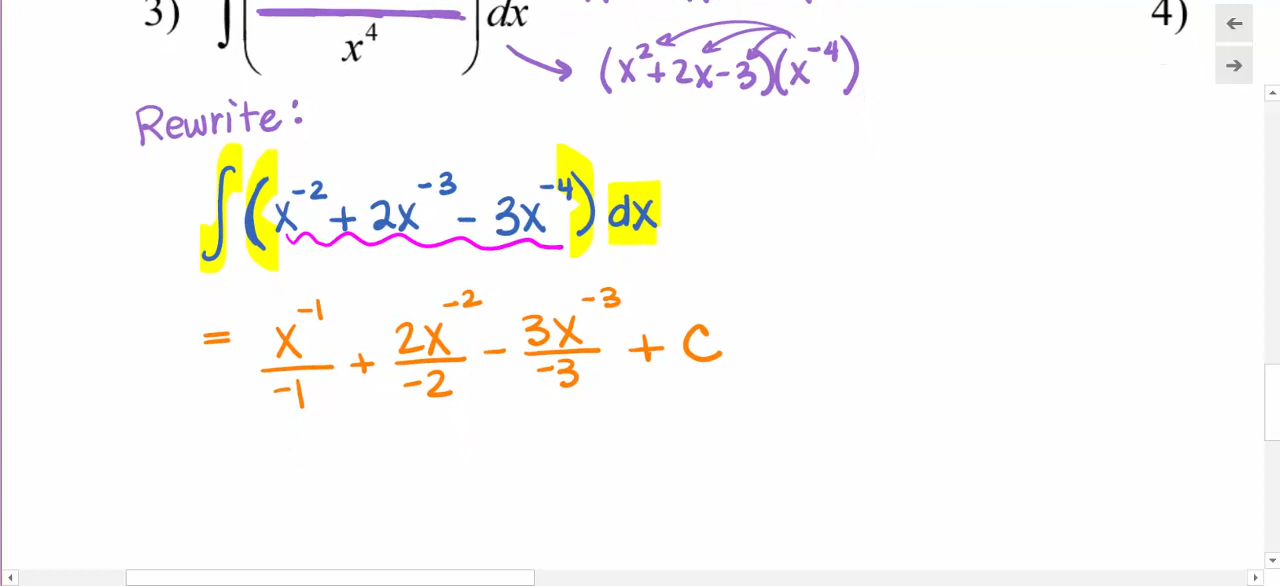 3) ∫( / x⁴ ) dx
4)
(x² + 2x - 3)(x⁻⁴)
Rewrite:
∫(x⁻² + 2x⁻³ - 3x⁻⁴) dx
= x⁻¹/-1 + 2x⁻²/-2 - 3x⁻³/-3 + C